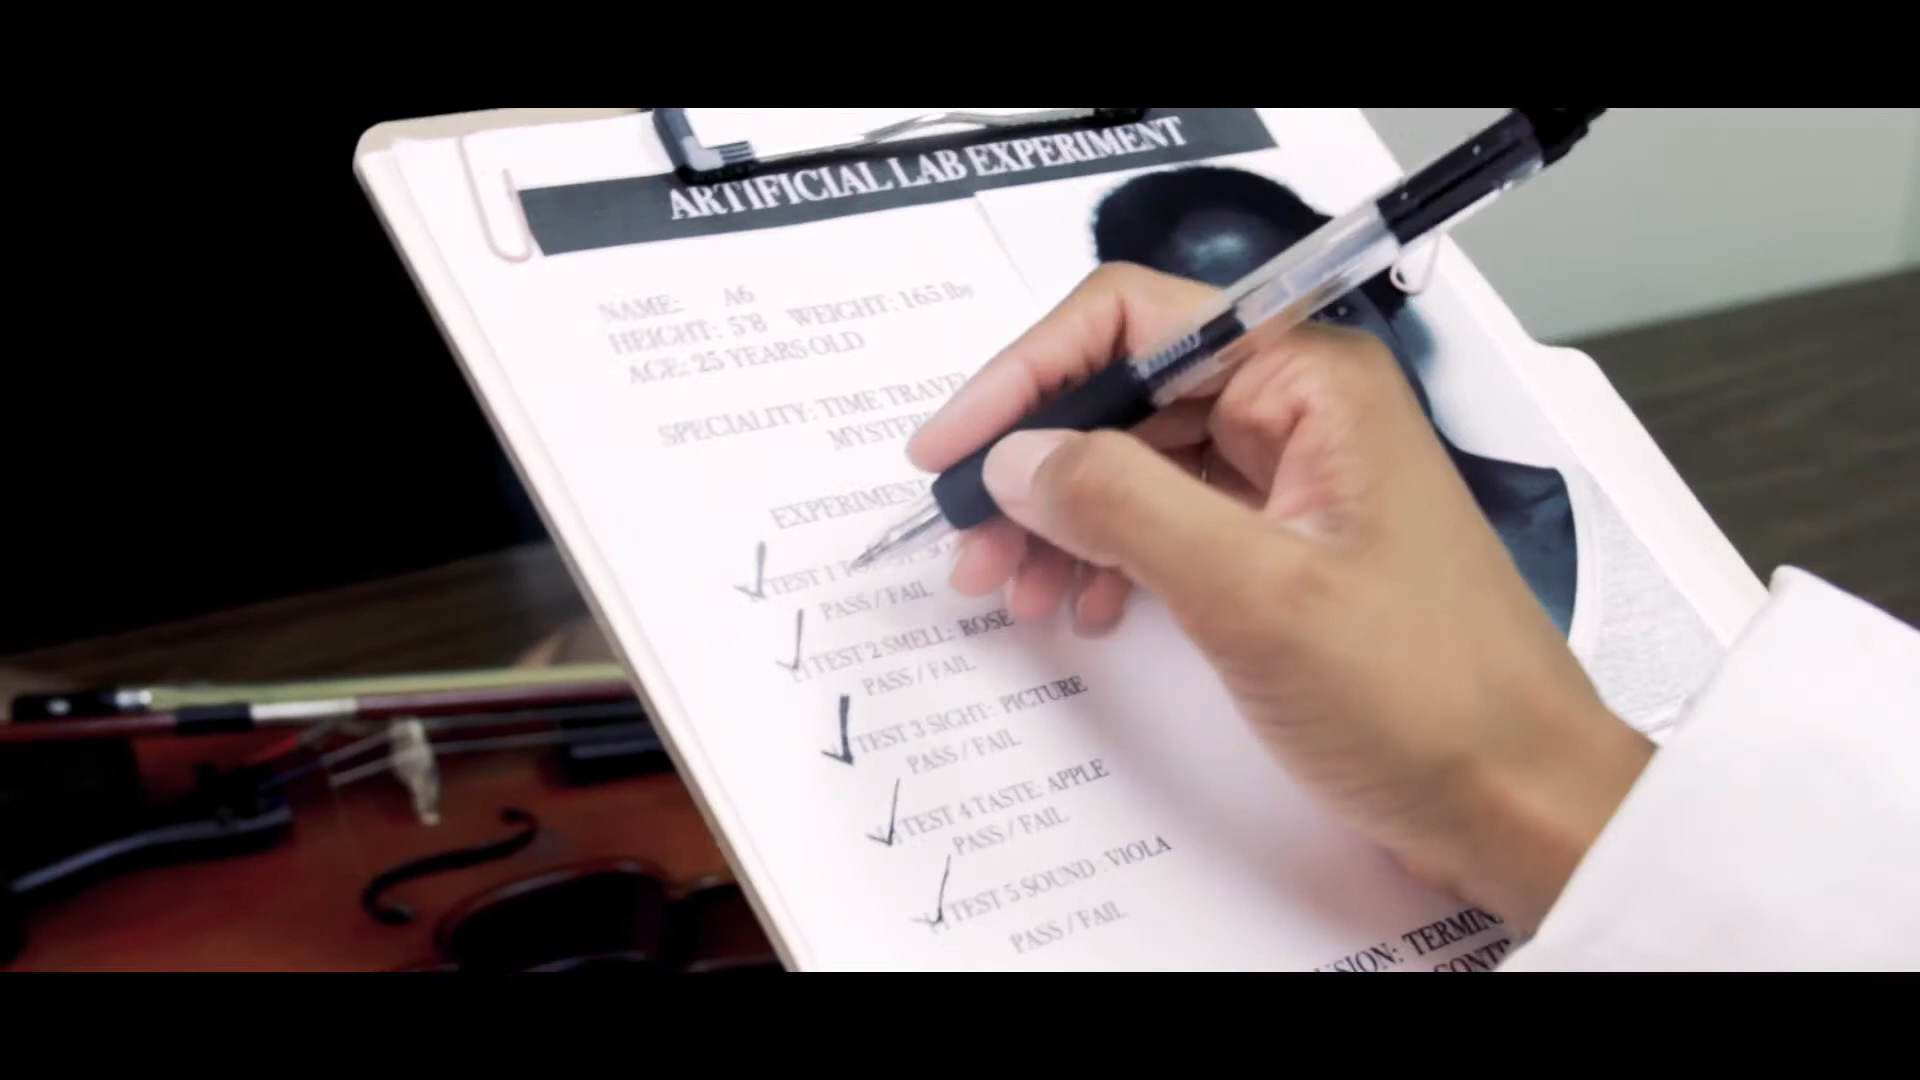 ARTIFICIAL LAB EXPERIMENT
NAME: A6
HEIGHT: 5'8 WEIGHT: 165 lbs
AGE: 25 YEARS OLD
SPECIALITY: TIME TRAVEL
EXPERIMENT
TEST 1
PASS / FAIL
TEST 2 SMELL: ROSE
PASS / FAIL
TEST 3 SIGHT: PICTURE
PASS / FAIL
TEST 4 TASTE: APPLE
PASS / FAIL
TEST 5 SOUND : VIOLA
PASS / FAIL